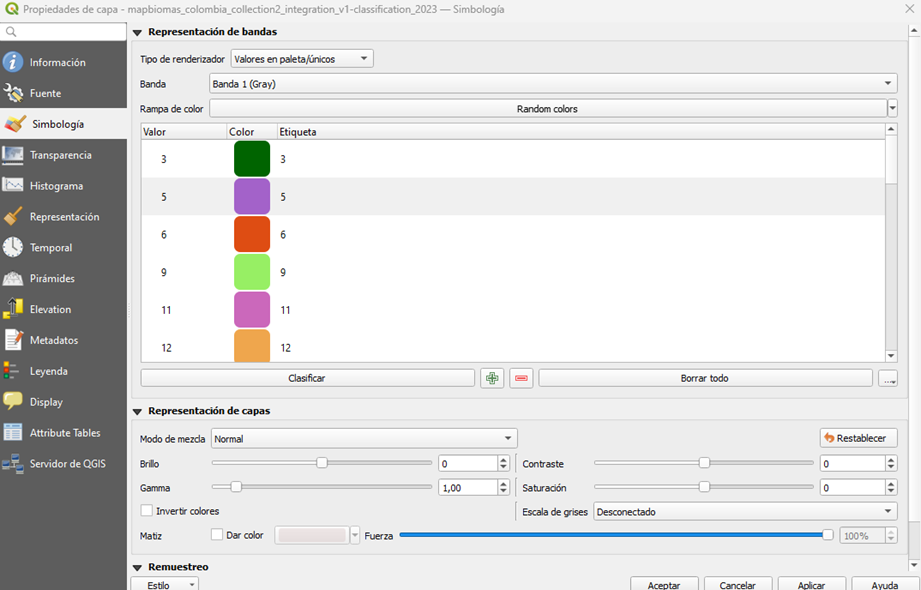 Propiedades de capa - mapbiomas_colombia_collection2_integration_v1-classification_2023 — Simbología
Información
Fuente
Simbología
Transparencia
Histograma
Representación
Temporal
Pirámides
Elevation
Metadatos
Leyenda
Display
Attribute Tables
Servidor de QGIS
Representación de bandas
Tipo de renderizador Valores en paleta/únicos
Banda Banda 1 (Gray)
Rampa de color Random colors
Valor Color Etiqueta
3 3
5 5
6 6
9 9
11 11
12 12
Clasificar Borrar todo ...
Representación de capas
Modo de mezcla Normal Restablecer
Brillo 0 Contraste 0
Gamma 1,00 Saturación 0
Invertir colores Escala de grises Desconectado
Matiz Dar color Fuerza 100%
Remuestreo
Estilo Aceptar Cancelar Aplicar Ayuda